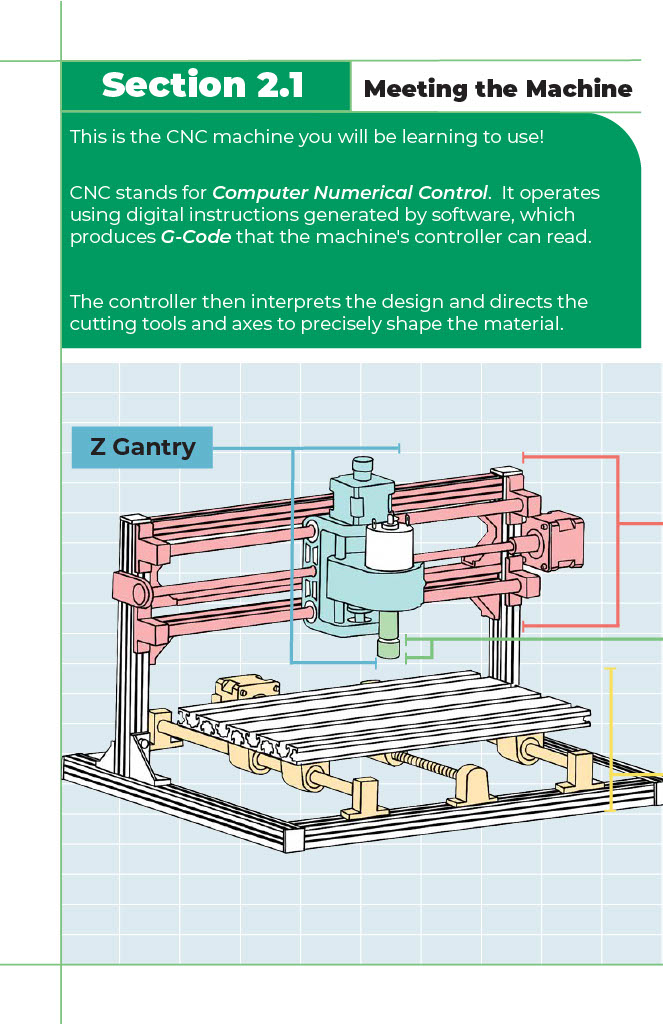 Section 2.1
Meeting the Machine
This is the CNC machine you will be learning to use!
CNC stands for Computer Numerical Control.  It operates
using digital instructions generated by software, which
produces G-Code that the machine's controller can read.
The controller then interprets the design and directs the
cutting tools and axes to precisely shape the material.
Z Gantry